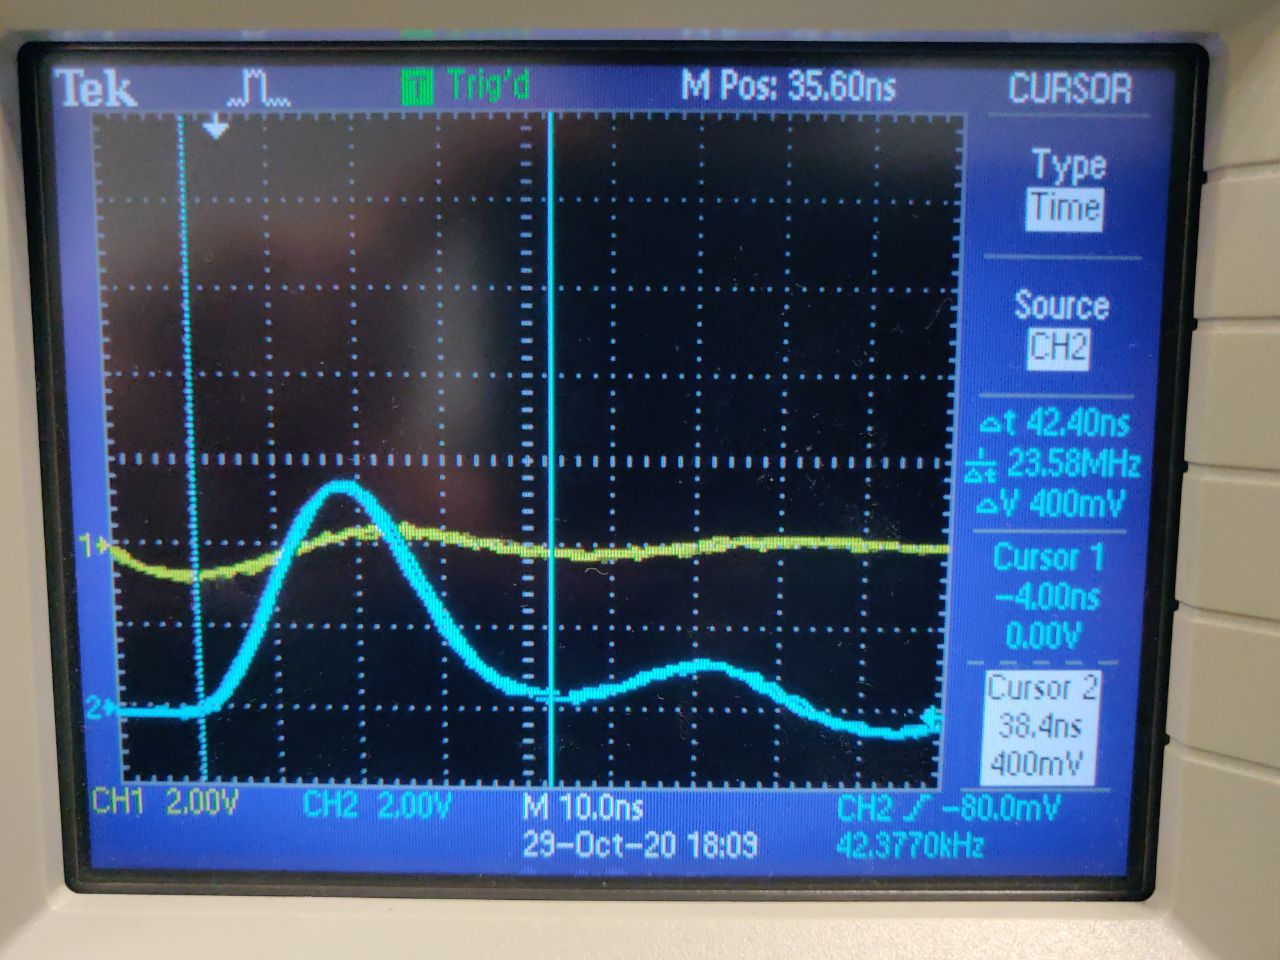 Tek T Trig'd M Pos: 35.60ns CURSOR
Type
Time
Source
CH2
Δt 42.40ns
1/Δt 23.58MHz
ΔV 400mV
Cursor 1
-4.00ns
0.00V
Cursor 2
38.4ns
400mV
1
2
CH1 2.00V CH2 2.00V M 10.0ns CH2 -80.0mV
29-Oct-20 18:09 42.3770kHz